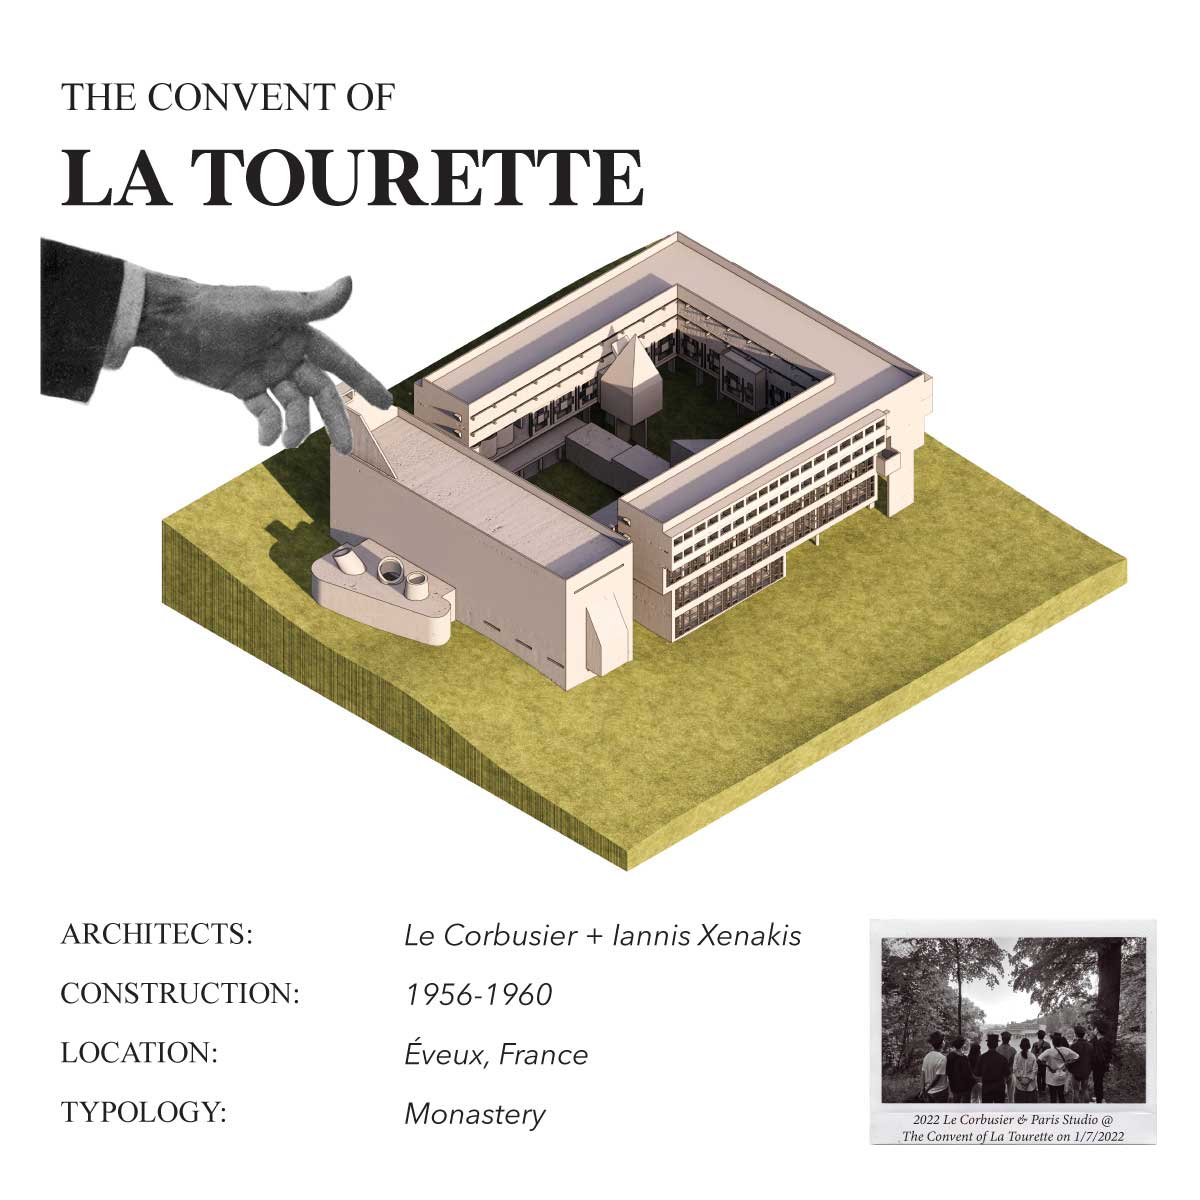 THE CONVENT OF
LA TOURETTE
ARCHITECTS: Le Corbusier + Iannis Xenakis
CONSTRUCTION: 1956-1960
LOCATION: Éveux, France
TYPOLOGY: Monastery
2022 Le Corbusier & Paris Studio @
The Convent of La Tourette on 1/7/2022